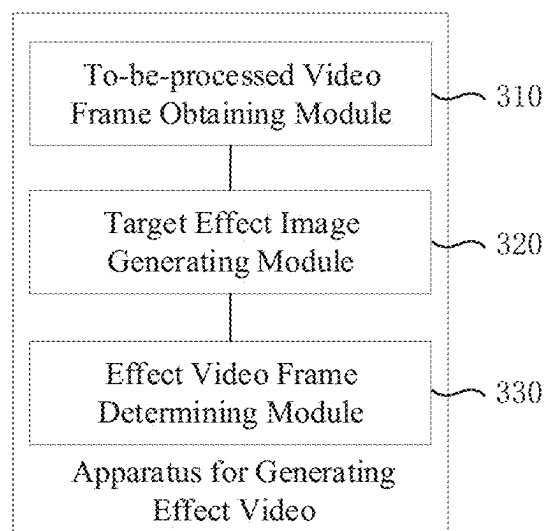 To-be-processed Video
Frame Obtaining Module
310
Target Effect Image
Generating Module
320
Effect Video Frame
Determining Module
330
Apparatus for Generating
Effect Video